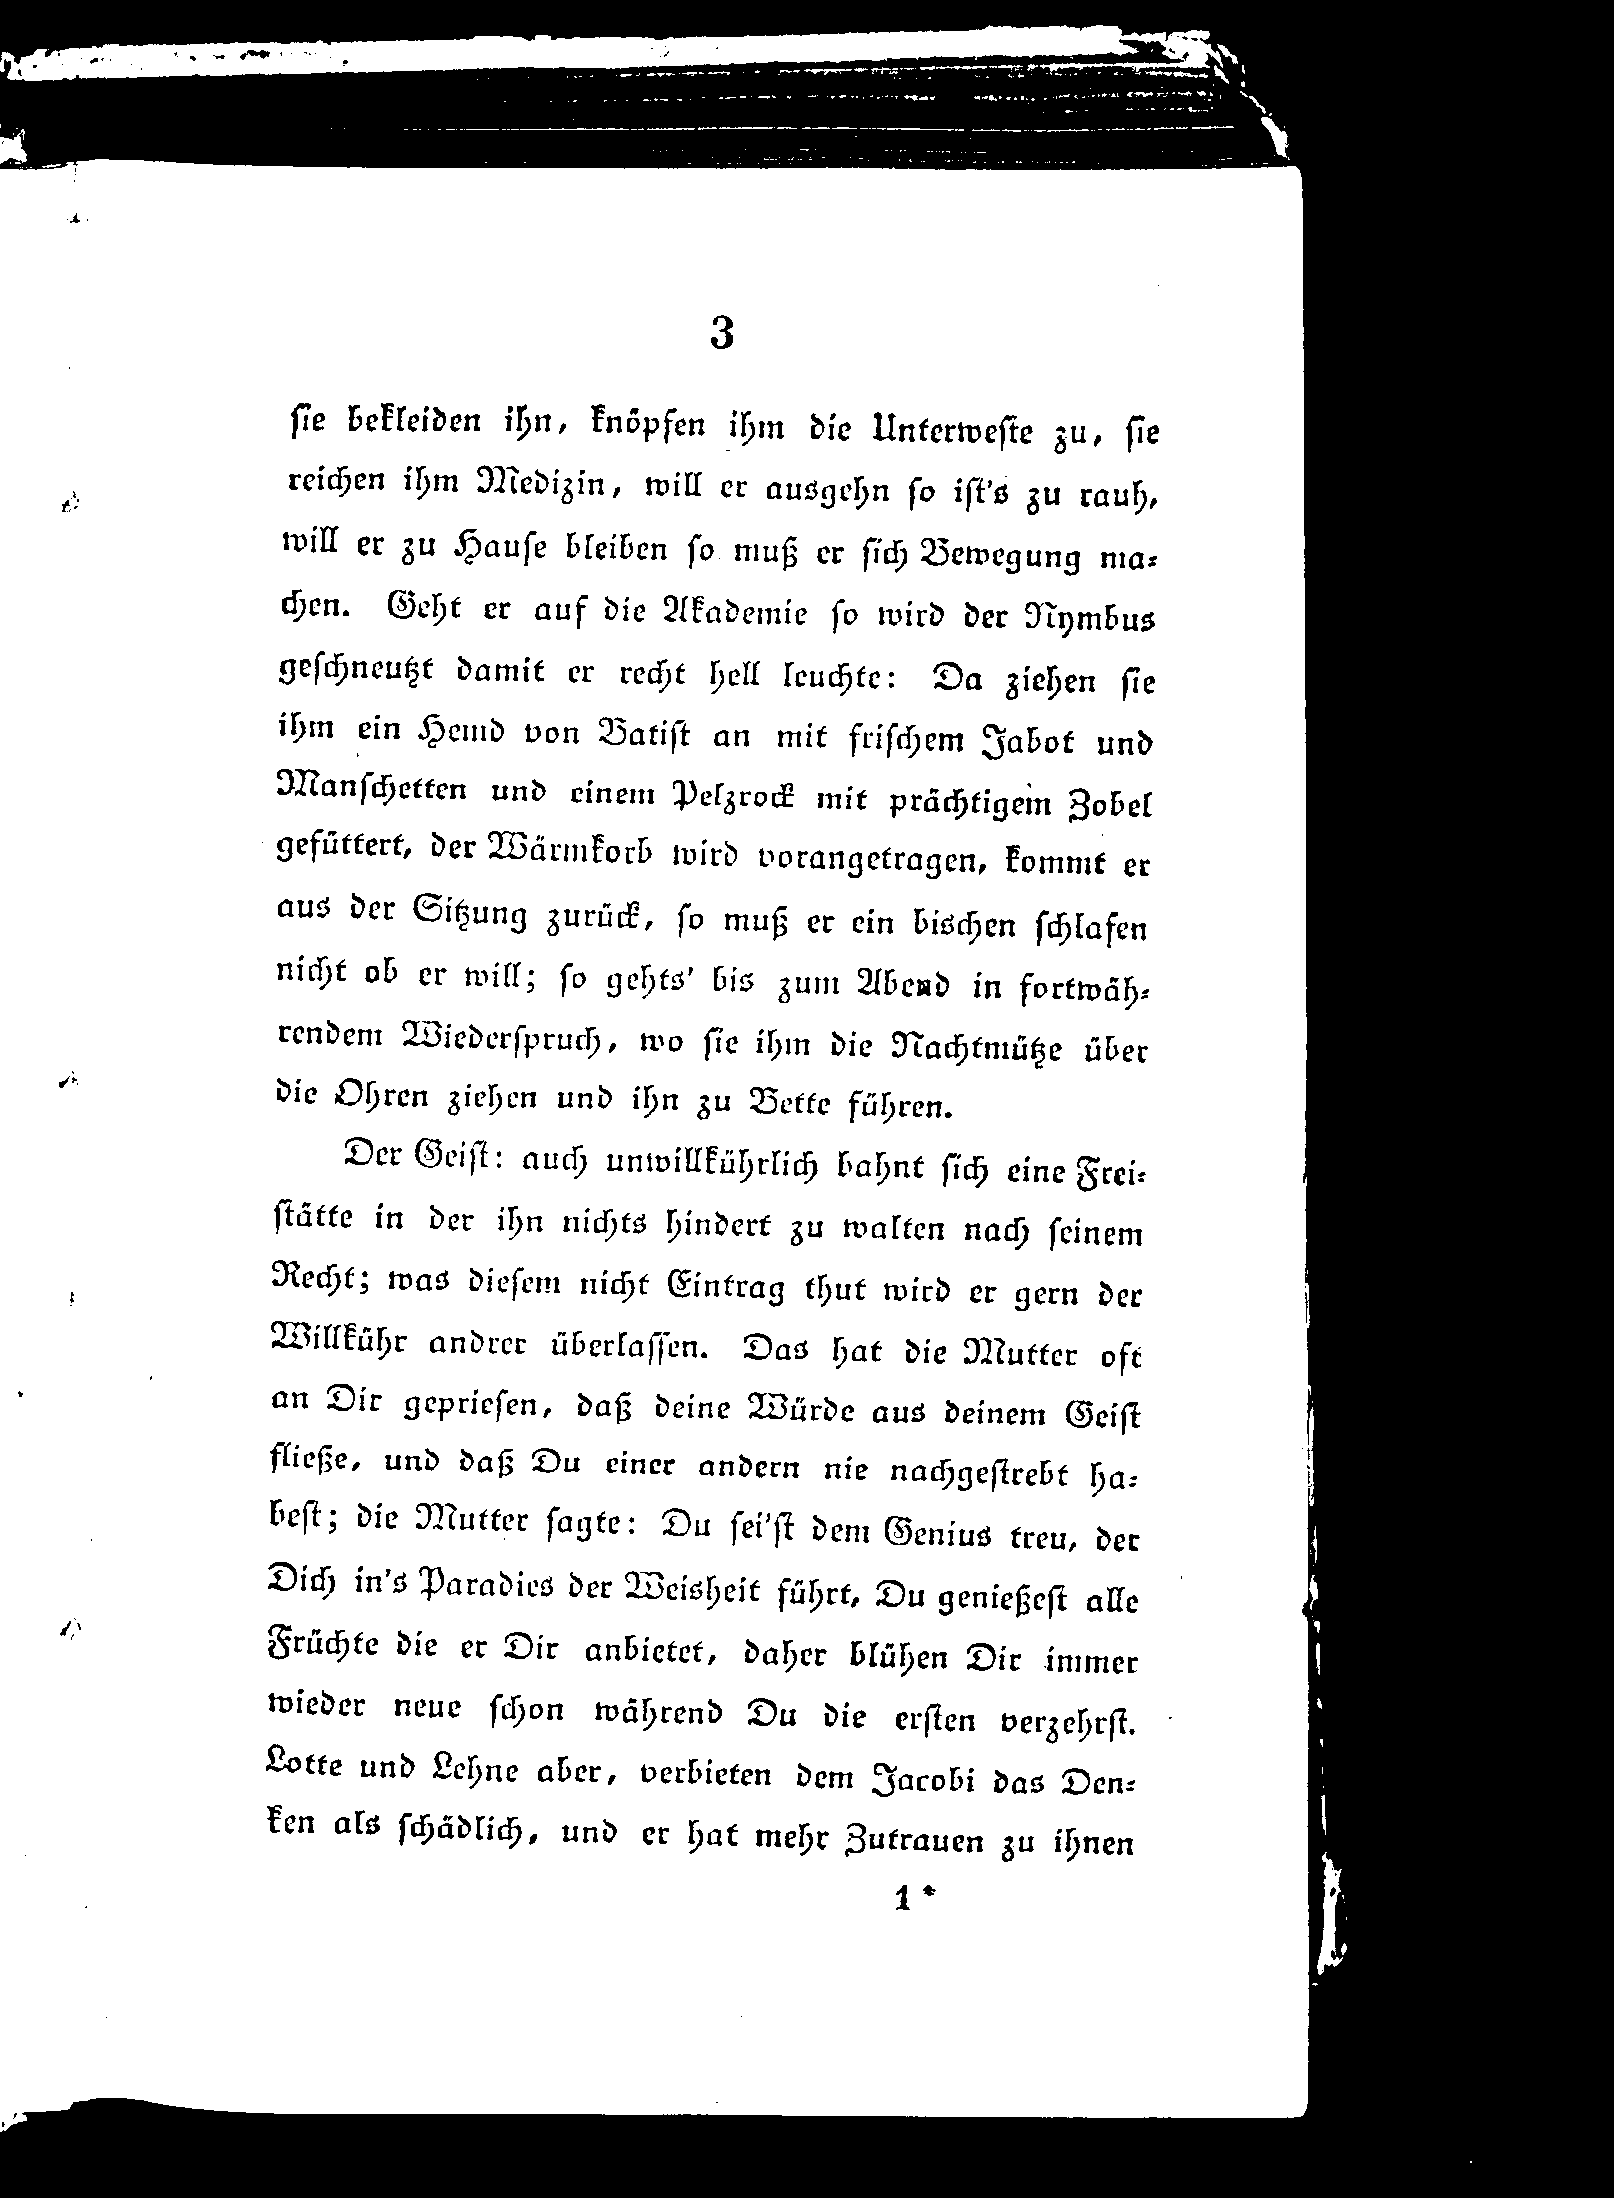 3
sie bekleiden ihn, knöpfen ihm die Unterweste zu, sie
reichen ihm Medizin, will er ausgehn so ist's zu rauh,
will er zu Hause bleiben so muß er sich Bewegung ma-
chen. Geht er auf die Akademie so wird der Nymbus
geschneutzt damit er recht hell leuchte: Da ziehen sie
ihm ein Hemd von Batist an mit frischem Jabot und
Manschetten und einem Pelzrock mit prächtigem Zobel
gefüttert, der Wärmkorb wird vorangetragen, kommt er
aus der Sitzung zurück, so muß er ein bischen schlafen
nicht ob er will; so gehts' bis zum Abend in fortwäh-
rendem Wiederspruch, wo sie ihm die Nachtmütze über
die Ohren ziehen und ihn zu Bette führen.
Der Geist: auch unwillkührlich bahnt sich eine Frei-
stätte in der ihn nichts hindert zu walten nach seinem
Recht; was diesem nicht Eintrag thut wird er gern der
Willkühr andrer überlassen. Das hat die Mutter oft
an Dir gepriesen, daß deine Würde aus deinem Geist
fließe, und daß Du einer andern nie nachgestrebt ha-
best; die Mutter sagte: Du sei'st dem Genius treu, der
Dich in's Paradies der Weisheit führt, Du genießest alle
Früchte die er Dir anbietet, daher blühen Dir immer
wieder neue schon während Du die ersten verzehrst.
Lotte und Lehne aber, verbieten dem Jacobi das Den-
ken als schädlich, und er hat mehr Zutrauen zu ihnen
1*